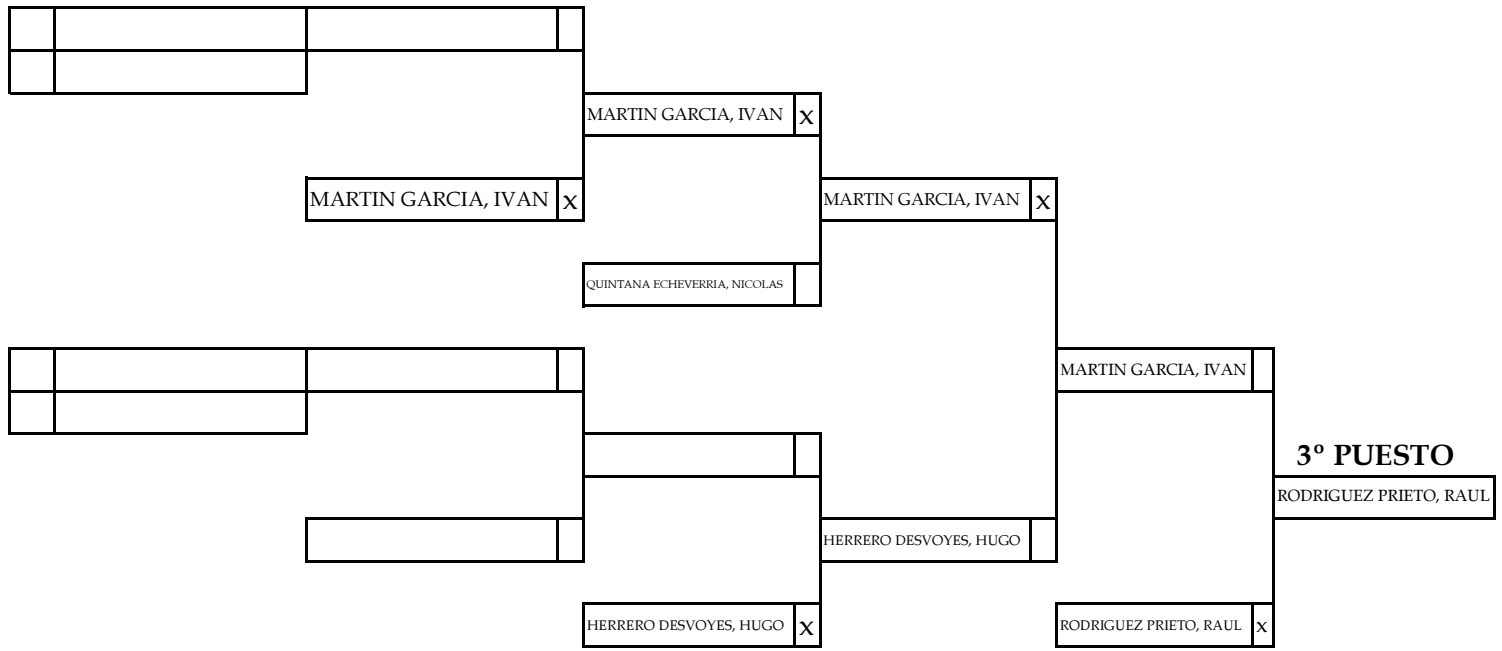 MARTIN GARCIA, IVAN X
MARTIN GARCIA, IVAN X
MARTIN GARCIA, IVAN X
QUINTANA ECHEVERRIA, NICOLAS
MARTIN GARCIA, IVAN
3º PUESTO
RODRIGUEZ PRIETO, RAUL
HERRERO DESVOYES, HUGO
HERRERO DESVOYES, HUGO X
RODRIGUEZ PRIETO, RAUL x